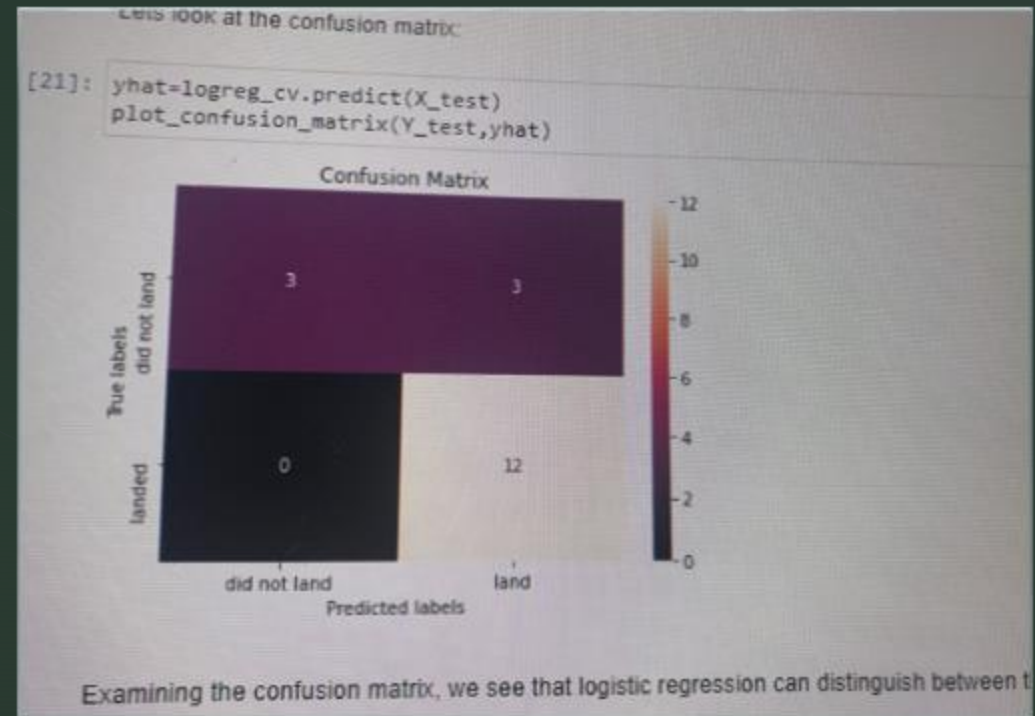 Lets look at the confusion matrix:
[21]: yhat=logreg_cv.predict(X_test)
plot_confusion_matrix(Y_test,yhat)
Confusion Matrix
12
10
8
6
4
2
0
True labels
did not land
landed
3
3
0
12
did not land
land
Predicted labels
Examining the confusion matrix, we see that logistic regression can distinguish between